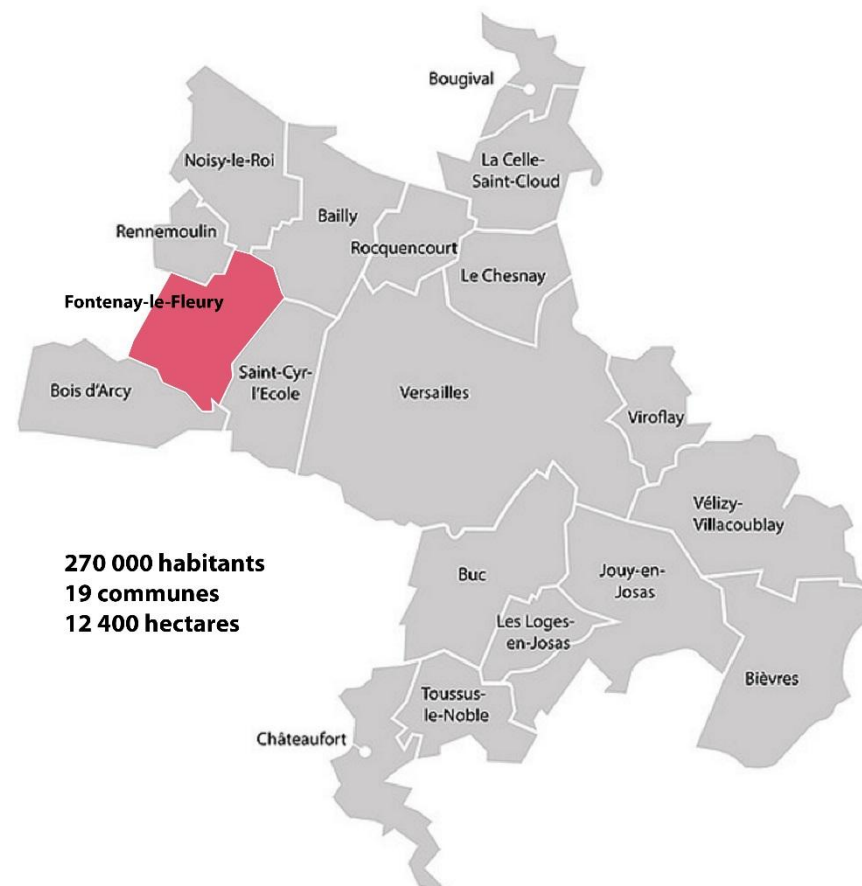 Bougival
La Celle-
Saint-Cloud
Noisy-le-Roi
Bailly
Rennemoulin
Rocquencourt
Le Chesnay
Fontenay-le-Fleury
Saint-Cyr-
l'Ecole
Bois d'Arcy
Versailles
Viroflay
Vélizy-
Villacoublay
270 000 habitants
19 communes
12 400 hectares
Buc
Jouy-en-
Josas
Les Loges-
en-Josas
Bièvres
Toussus-
le-Noble
Châteaufort